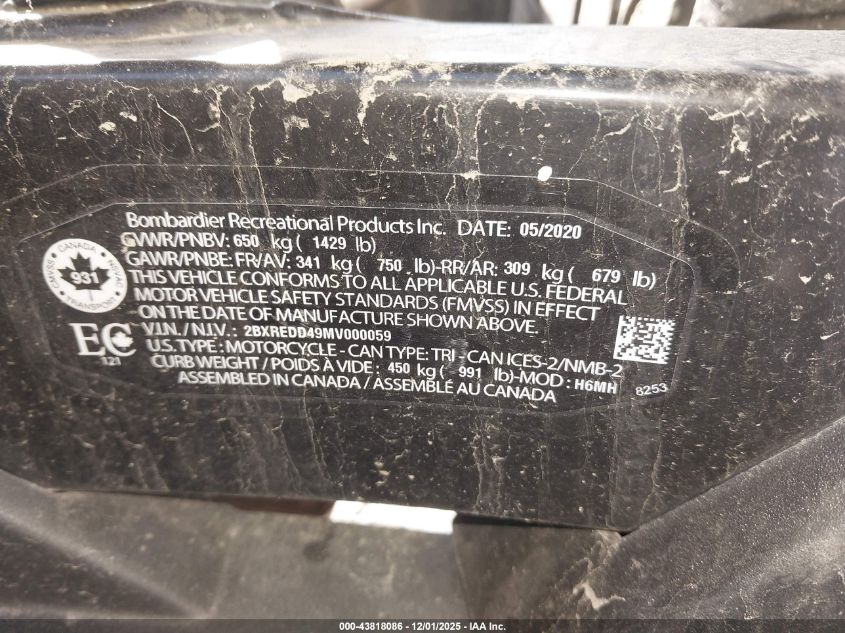 Bombardier Recreational Products Inc. DATE: 05/2020
GVWR/PNBV: 650 kg ( 1429 lb)
GAWR/PNBE: FR/AV: 341 kg ( 750 lb)-RR/AR: 309 kg ( 679 lb)
THIS VEHICLE CONFORMS TO ALL APPLICABLE U.S. FEDERAL
MOTOR VEHICLE SAFETY STANDARDS (FMVSS) IN EFFECT
ON THE DATE OF MANUFACTURE SHOWN ABOVE.
V.I.N. / N.I.V. : 2BXREDD49MV000059
U.S. TYPE : MOTORCYCLE - CAN TYPE: TRI - CAN ICES-2/NMB-2
CURB WEIGHT / POIDS À VIDE : 450 kg ( 991 lb)-MOD : H6MH
ASSEMBLED IN CANADA / ASSEMBLÉ AU CANADA
8253
CANADA
931
TRANSPORT
EC
121
000-43818086 - 12/01/2025 - IAA Inc.